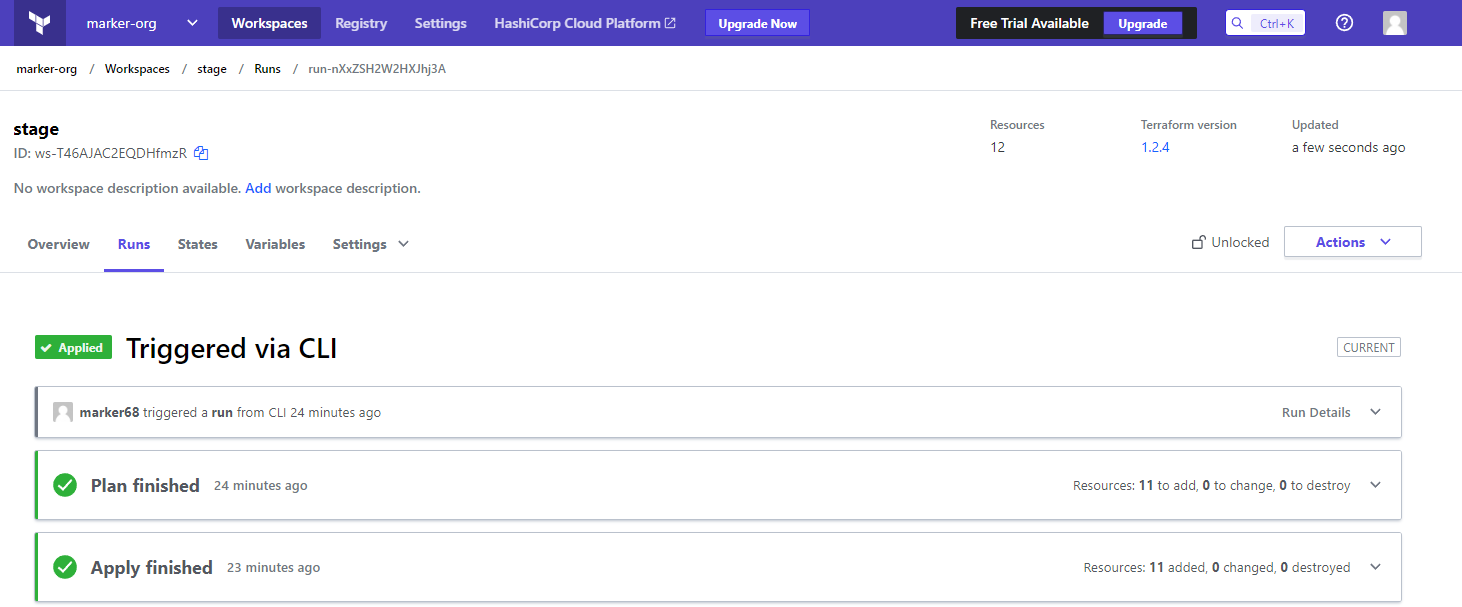 marker-org Workspaces Registry Settings HashiCorp Cloud Platform Upgrade Now Free Trial Available Upgrade Ctrl+K
marker-org / Workspaces / stage / Runs / run-nXxZSH2W2HXJhj3A
stage
ID: ws-T46AJAC2EQDHfmzR
No workspace description available. Add workspace description.
Resources
12
Terraform version
1.2.4
Updated
a few seconds ago
Overview Runs States Variables Settings Unlocked Actions
Applied Triggered via CLI CURRENT
marker68 triggered a run from CLI 24 minutes ago Run Details
Plan finished 24 minutes ago Resources: 11 to add, 0 to change, 0 to destroy
Apply finished 23 minutes ago Resources: 11 added, 0 changed, 0 destroyed